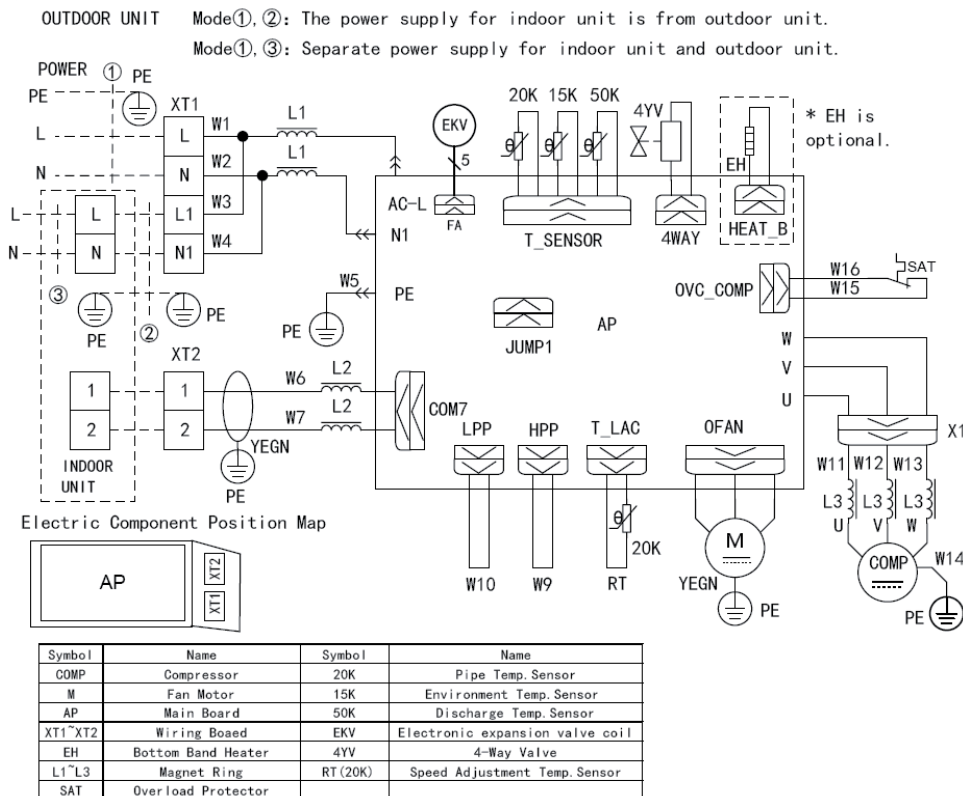 OUTDOOR UNIT Mode①,②: The power supply for indoor unit is from outdoor unit.
Mode①,③: Separate power supply for indoor unit and outdoor unit.
POWER ① PE
PE
XT1
L L W1 L1
N N W2 L1
L L L1 W3
N N N1 W4
③ ② PE PE
EKV
5
FA
20K 15K 50K
T_SENSOR
4YV
4WAY
EH
HEAT_B
* EH is
optional.
AC-L
N1
W5
PE
PE
JUMP1
AP
OVC_COMP
W16
W15
SAT
W
V
U
X1
XT2
1 1 W6 L2
2 2 W7 L2
COM7
YEGN
PE
INDOOR
UNIT
LPP HPP T_LAC OFAN
W10 W9 RT
20K
M
YEGN
PE
W11 W12 W13
L3 L3 L3
U V W
COMP
W14
PE
Electric Component Position Map
AP XT2
XT1
Symbol Name Symbol Name
COMP Compressor 20K Pipe Temp.Sensor
M Fan Motor 15K Environment Temp.Sensor
AP Main Board 50K Discharge Temp.Sensor
XT1~XT2 Wiring Boaed EKV Electronic expansion valve coil
EH Bottom Band Heater 4YV 4-Way Valve
L1~L3 Magnet Ring RT(20K) Speed Adjustment Temp.Sensor
SAT Overload Protector